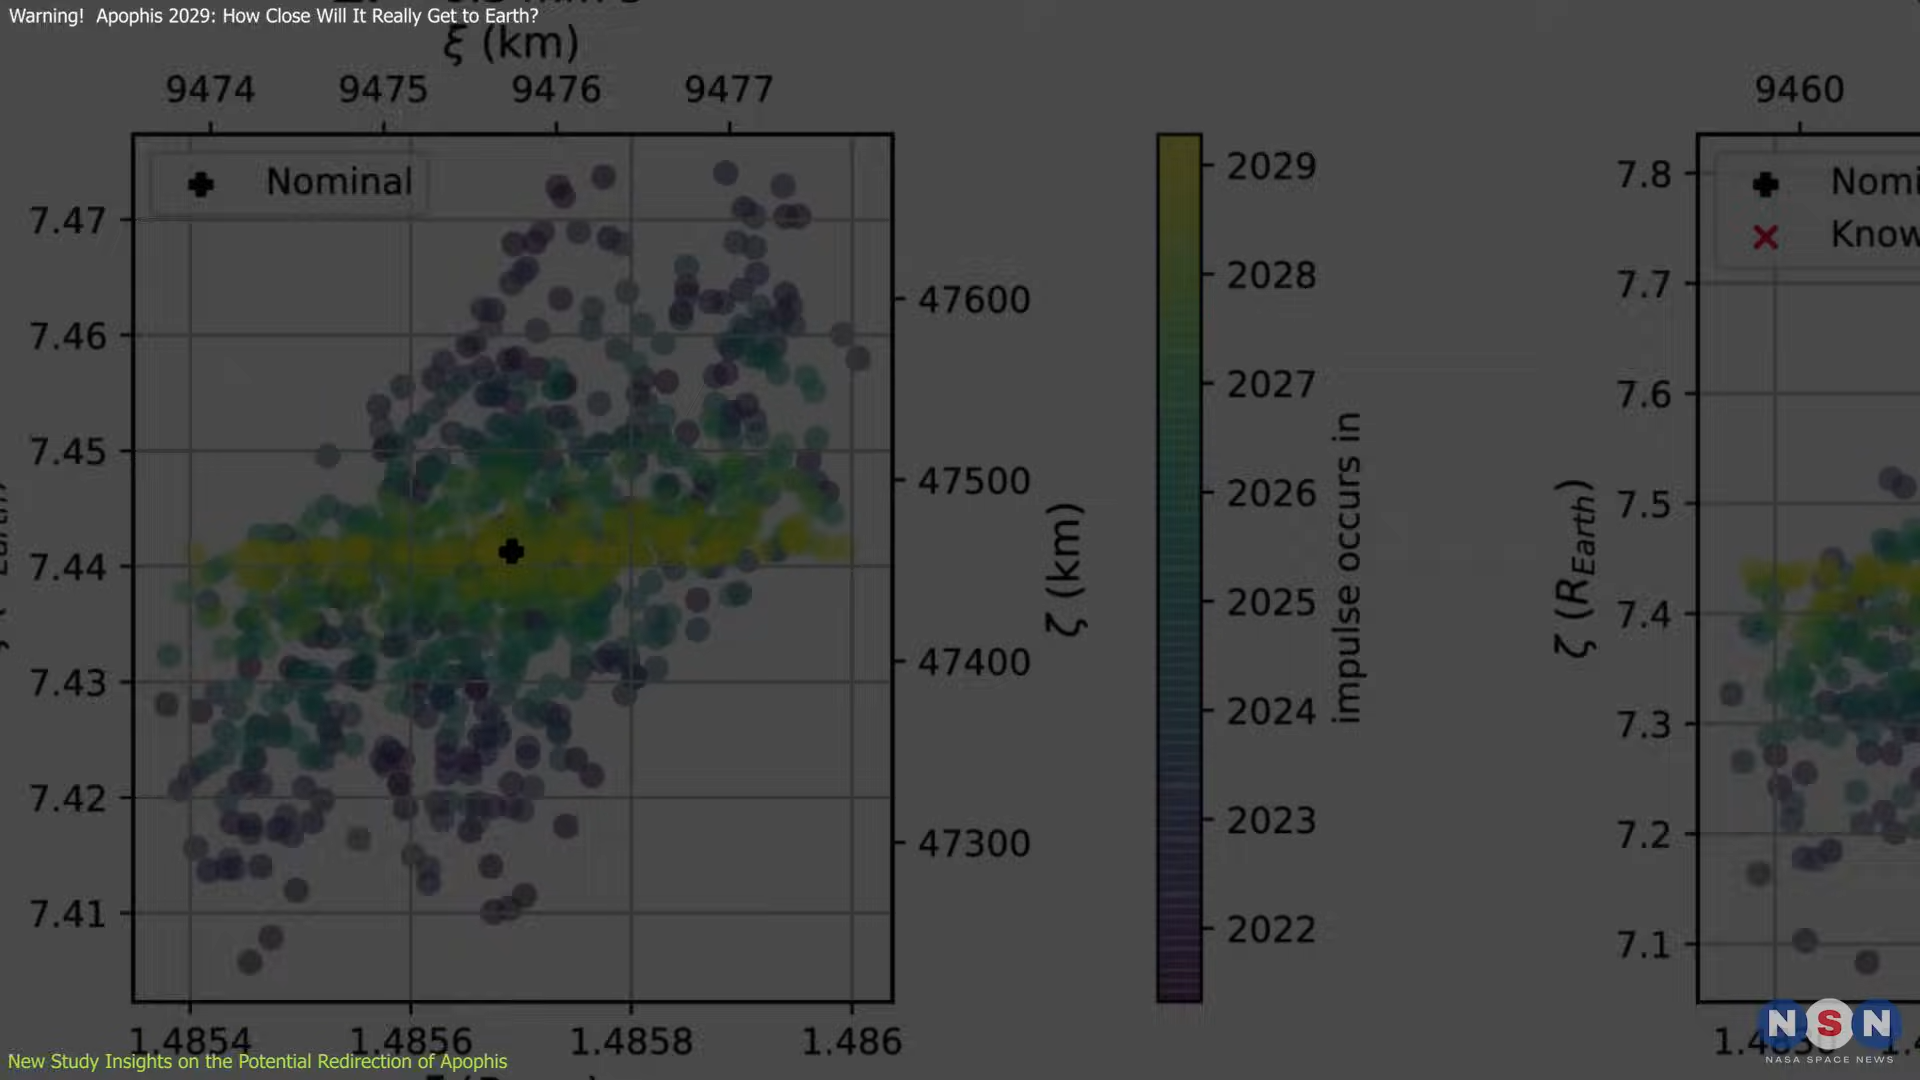 Warning!  Apophis 2029: How Close Will It Really Get to Earth?
ξ (km)
9474 9475 9476 9477
9460
Nominal
7.47
7.46
7.45
7.44
7.43
7.42
7.41
47600
47500
47400
47300
ζ (km)
1.4854 1.4856 1.4858 1.486
2029
2028
2027
2026
2025
2024
2023
2022
impulse occurs in
ζ (REarth)
7.8
7.7
7.6
7.5
7.4
7.3
7.2
7.1
New Study Insights on the Potential Redirection of Apophis
NSN
NASA SPACE NEWS